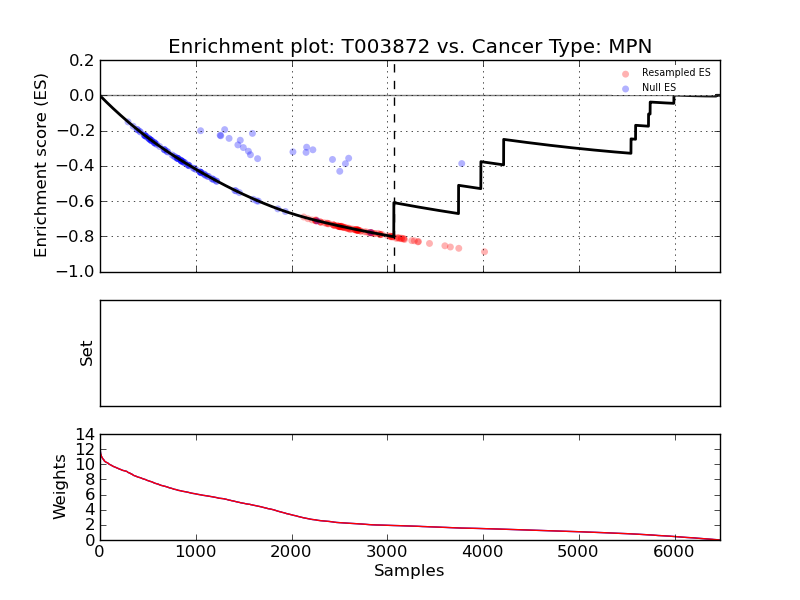 Enrichment plot: T003872 vs. Cancer Type: MPN
Enrichment score (ES)
0.2
0.0
−0.2
−0.4
−0.6
−0.8
−1.0
Resampled ES
Null ES
Set
Weights
14
12
10
8
6
4
2
0
0 1000 2000 3000 4000 5000 6000
Samples